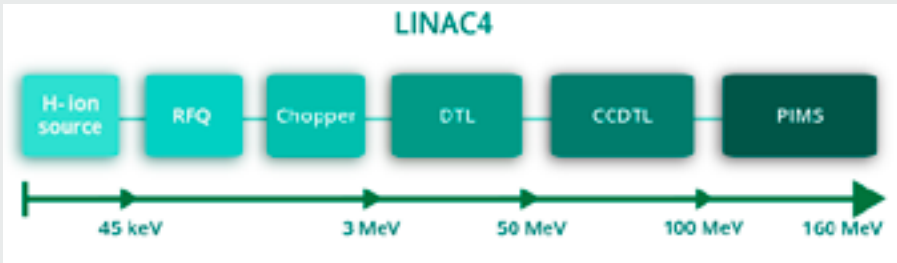 LINAC4
H- ion
source
RFQ
Chopper
DTL
CCDTL
PIMS
45 keV
3 MeV
50 MeV
100 MeV
160 MeV